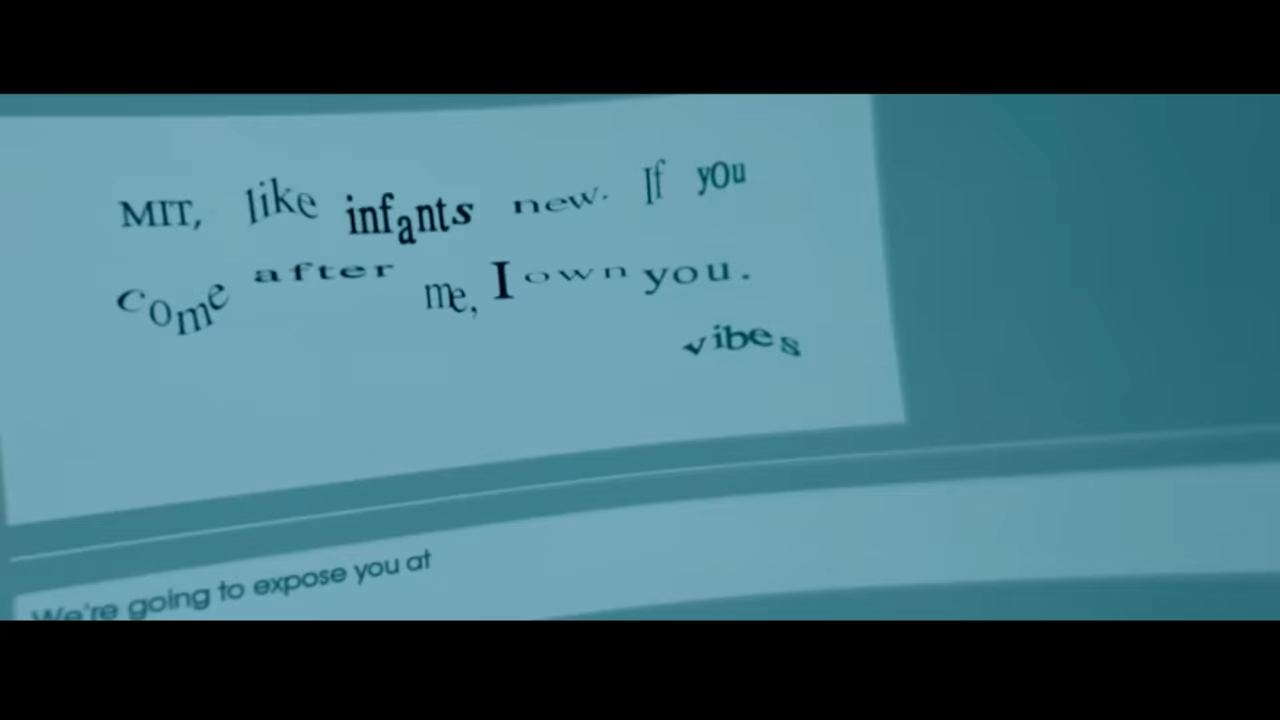 MIT, like infants new. If you
come after me, I own you.
vibes
We're going to expose you at